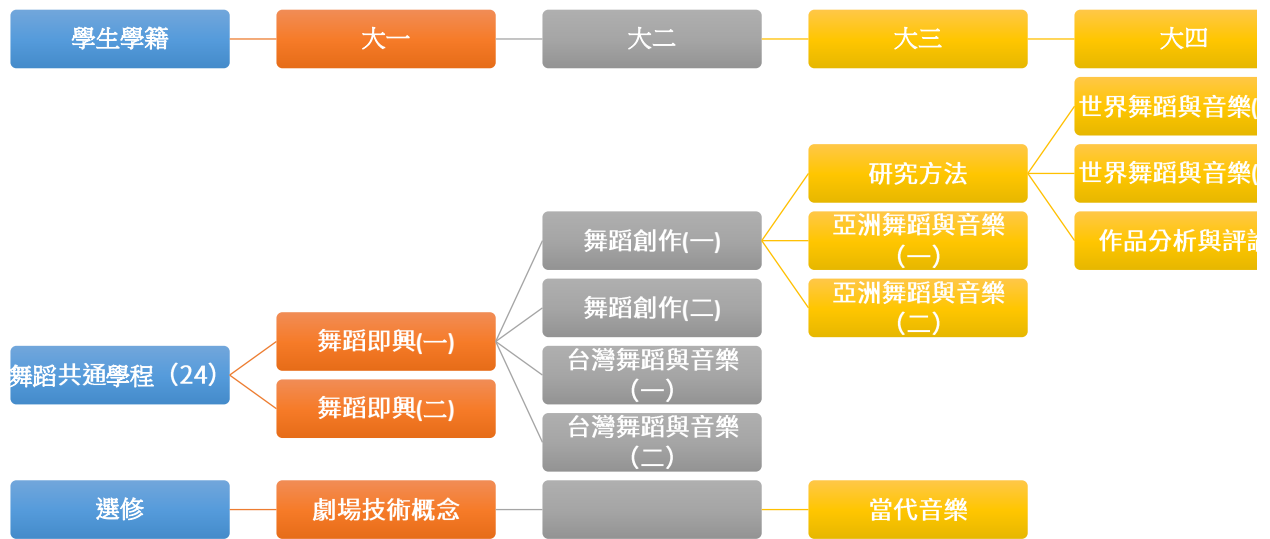 學生學籍
大一
大二
大三
大四
世界舞蹈與音樂(
研究方法
世界舞蹈與音樂(
舞蹈創作(一)
亞洲舞蹈與音樂
（一）
作品分析與評
舞蹈創作(二)
亞洲舞蹈與音樂
（二）
舞蹈即興(一)
舞蹈共通學程（24）
台灣舞蹈與音樂
（一）
舞蹈即興(二)
台灣舞蹈與音樂
（二）
選修
劇場技術概念
當代音樂